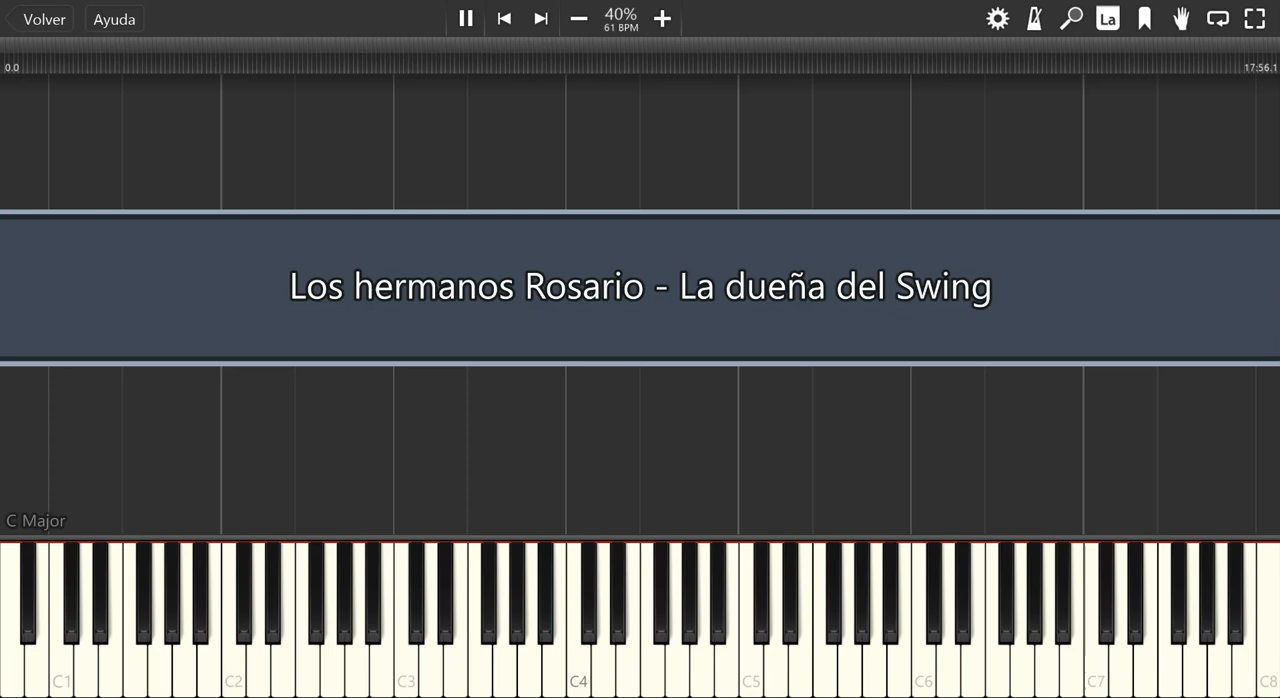 Volver
Ayuda
40%
61 BPM
La
0.0
17:56.1
Los hermanos Rosario - La dueña del Swing
C Major
C1
C2
C3
C4
C5
C6
C7
C8